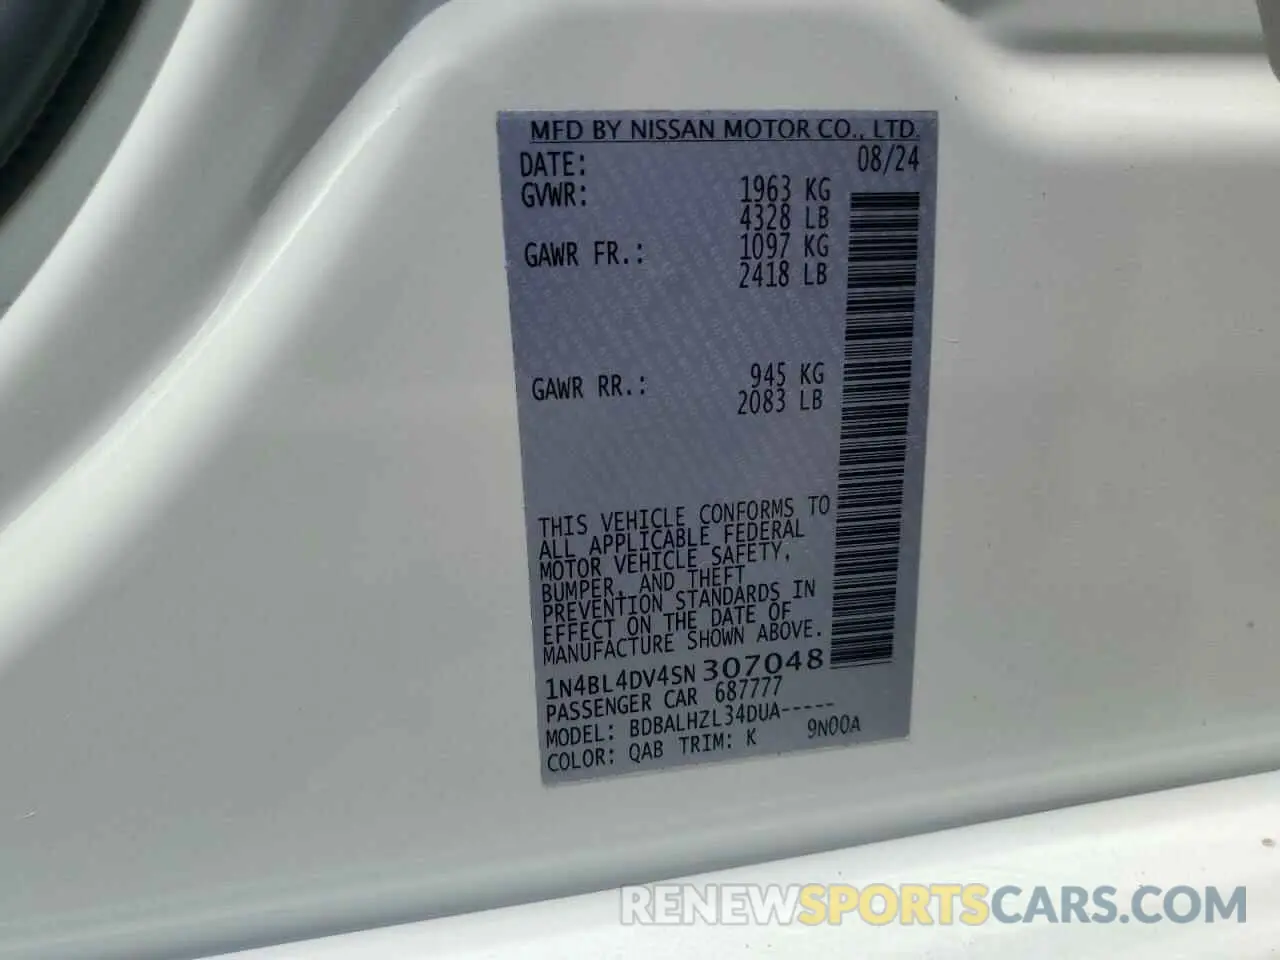 MFD BY NISSAN MOTOR CO., LTD.
DATE: 08/24
GVWR: 1963 KG
4328 LB
GAWR FR.: 1097 KG
2418 LB
GAWR RR.: 945 KG
2083 LB
THIS VEHICLE CONFORMS TO
ALL APPLICABLE FEDERAL
MOTOR VEHICLE SAFETY,
BUMPER, AND THEFT
PREVENTION STANDARDS IN
EFFECT ON THE DATE OF
MANUFACTURE SHOWN ABOVE.
1N4BL4DV4SN307048
PASSENGER CAR 687777
MODEL: BDBALHZL34DUA-----
COLOR: QAB TRIM: K 9N00A
RENEWSPORTSCARS.COM